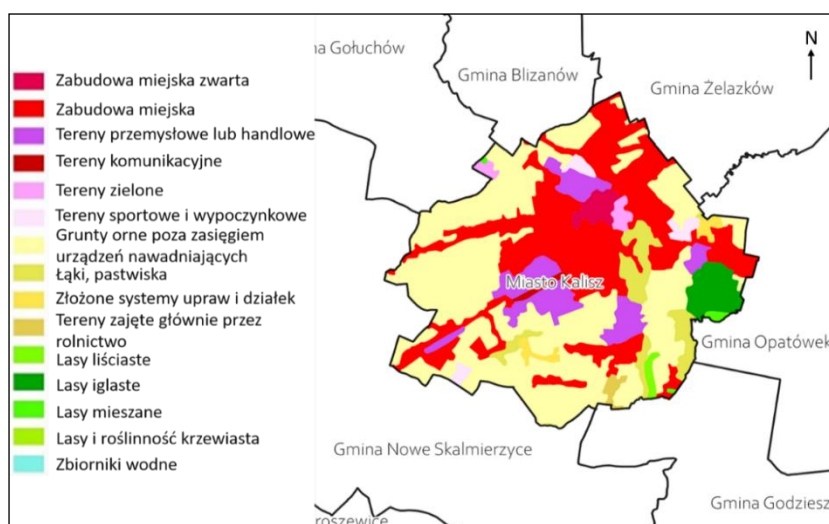 Zabudowa miejska zwarta
Zabudowa miejska
Tereny przemysłowe lub handlowe
Tereny komunikacyjne
Tereny zielone
Tereny sportowe i wypoczynkowe
Grunty orne poza zasięgiem
urządzeń nawadniających
Łąki, pastwiska
Złożone systemy upraw i działek
Tereny zajęte głównie przez
rolnictwo
Lasy liściaste
Lasy iglaste
Lasy mieszane
Lasy i roślinność krzewiasta
Zbiorniki wodne
na Gołuchów
Gmina Blizanów
Gmina Żelazków
N
Miasto Kalisz
Gmina Opatówek
Gmina Nowe Skalmierzyce
Gmina Godziesz
roszewice